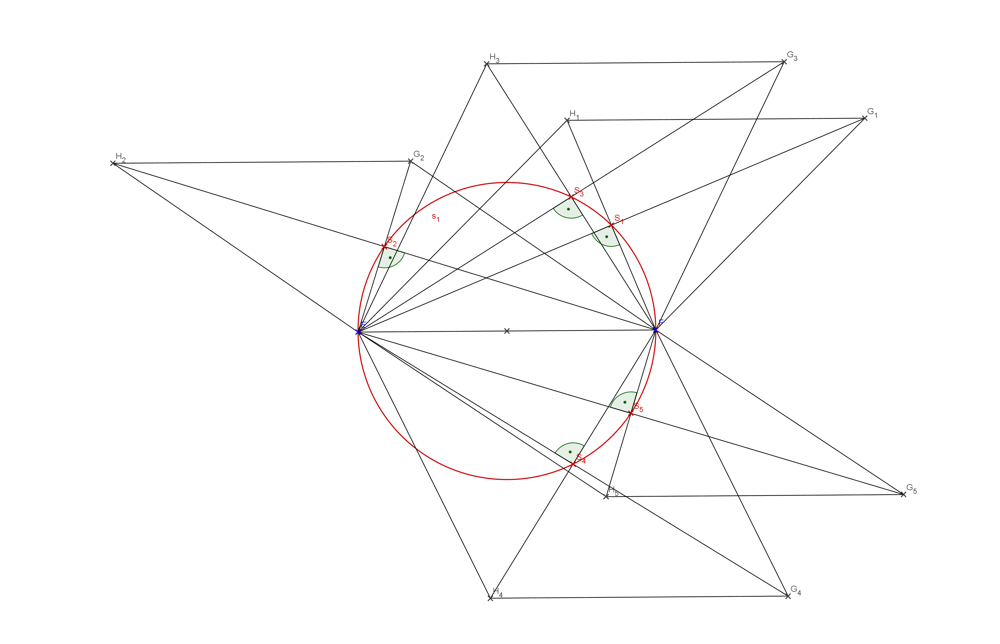 H₃
G₃
H₁
G₁
H₂
G₂
S₃
s₁
S₁
S₂
E
F
S₅
S₄
H₅
G₅
H₄
G₄